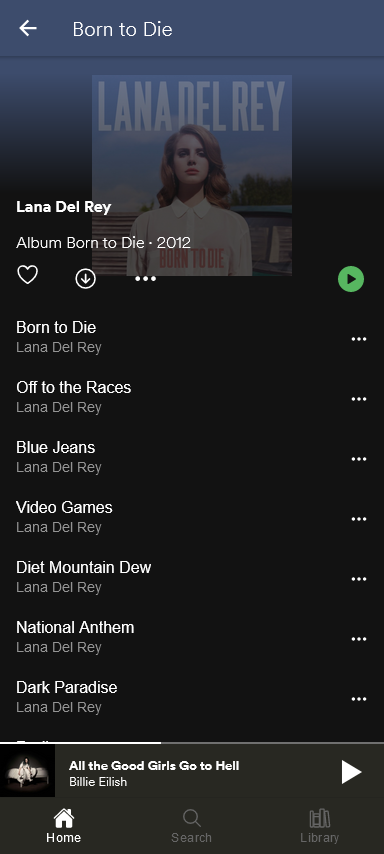 Born to Die
LANA DEL REY
Lana Del Rey
Album Born to Die · 2012
BORN TO DIE
Born to Die
Lana Del Rey
Off to the Races
Lana Del Rey
Blue Jeans
Lana Del Rey
Video Games
Lana Del Rey
Diet Mountain Dew
Lana Del Rey
National Anthem
Lana Del Rey
Dark Paradise
Lana Del Rey
All the Good Girls Go to Hell
Billie Eilish
Home
Search
Library